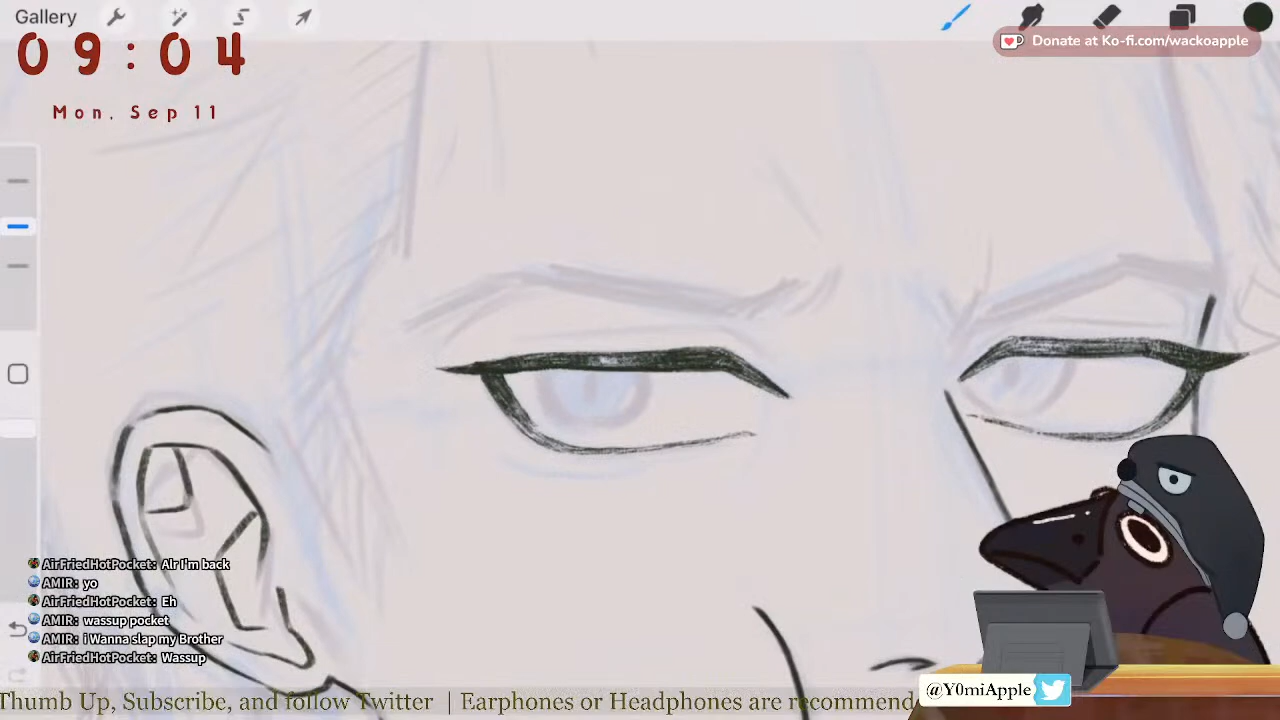 Gallery
09:04
Mon. Sep 11
Donate at Ko-fi.com/wackoapple
AirFriedHotPocket: Alr I'm back
AMIR: yo
AirFriedHotPocket: Eh
AMIR: wassup pocket
AMIR: i Wanna slap my Brother
AirFriedHotPocket: Wassup
Thumb Up, Subscribe, and follow Twitter | Earphones or Headphones are recommend
@Y0miApple